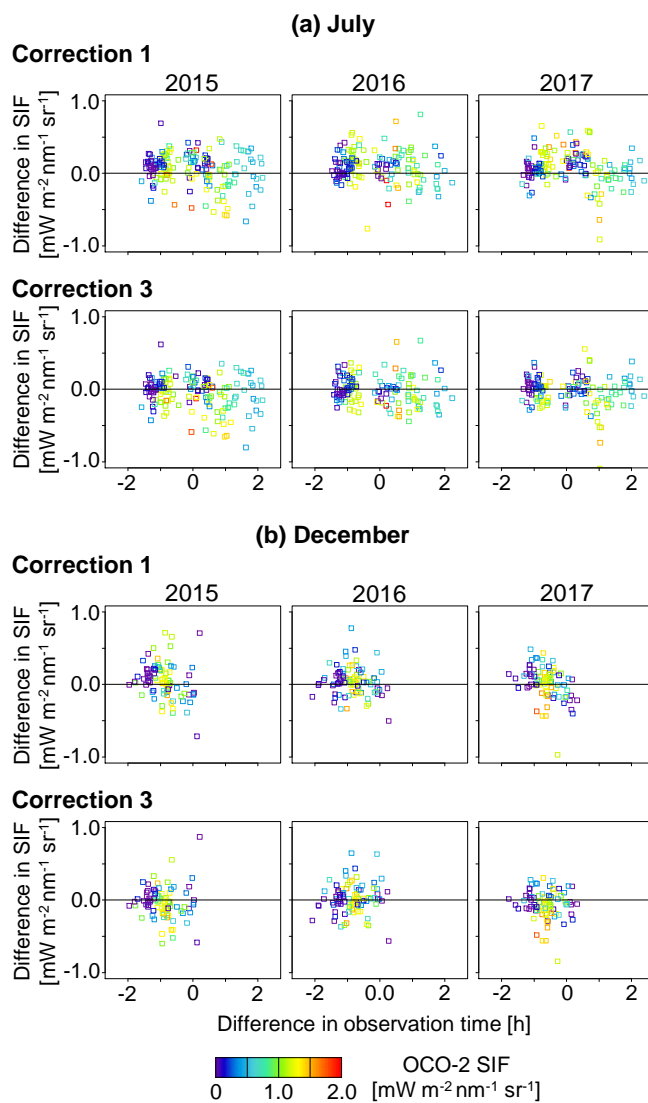 (a) July
Correction 1
2015 2016 2017
Difference in SIF
[mW m-2 nm-1 sr-1]
1.0
0.0
-1.0
Correction 3
Difference in SIF
[mW m-2 nm-1 sr-1]
1.0
0.0
-1.0
-2 0 2 -2 0 2 -2 0 2
(b) December
Correction 1
2015 2016 2017
Difference in SIF
[mW m-2 nm-1 sr-1]
1.0
0.0
-1.0
Correction 3
Difference in SIF
[mW m-2 nm-1 sr-1]
1.0
0.0
-1.0
-2 0 2 -2 0.0 2 -2 0 2
Difference in observation time [h]
OCO-2 SIF
0 1.0 2.0 [mW m-2 nm-1 sr-1]